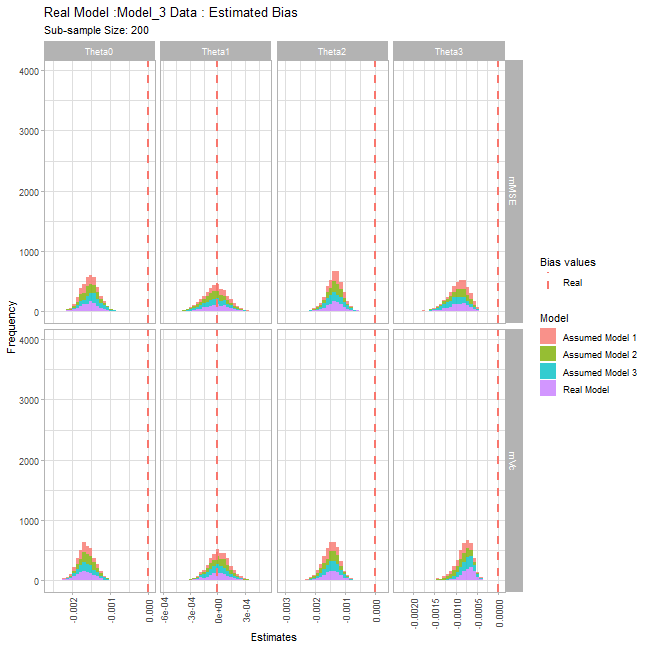 Real Model :Model_3 Data : Estimated Bias
Sub-sample Size: 200
Theta0 Theta1 Theta2 Theta3
4000
3000
2000
1000
0
mMSE
4000
3000
2000
1000
0
mVc
Frequency
-0.002 -0.001 0.000
-6e-04 -3e-04 0e+00 3e-04
-0.003 -0.002 -0.001 0.000
-0.0020 -0.0015 -0.0010 -0.0005 0.0000
Estimates
Bias values
Real
Model
Assumed Model 1
Assumed Model 2
Assumed Model 3
Real Model